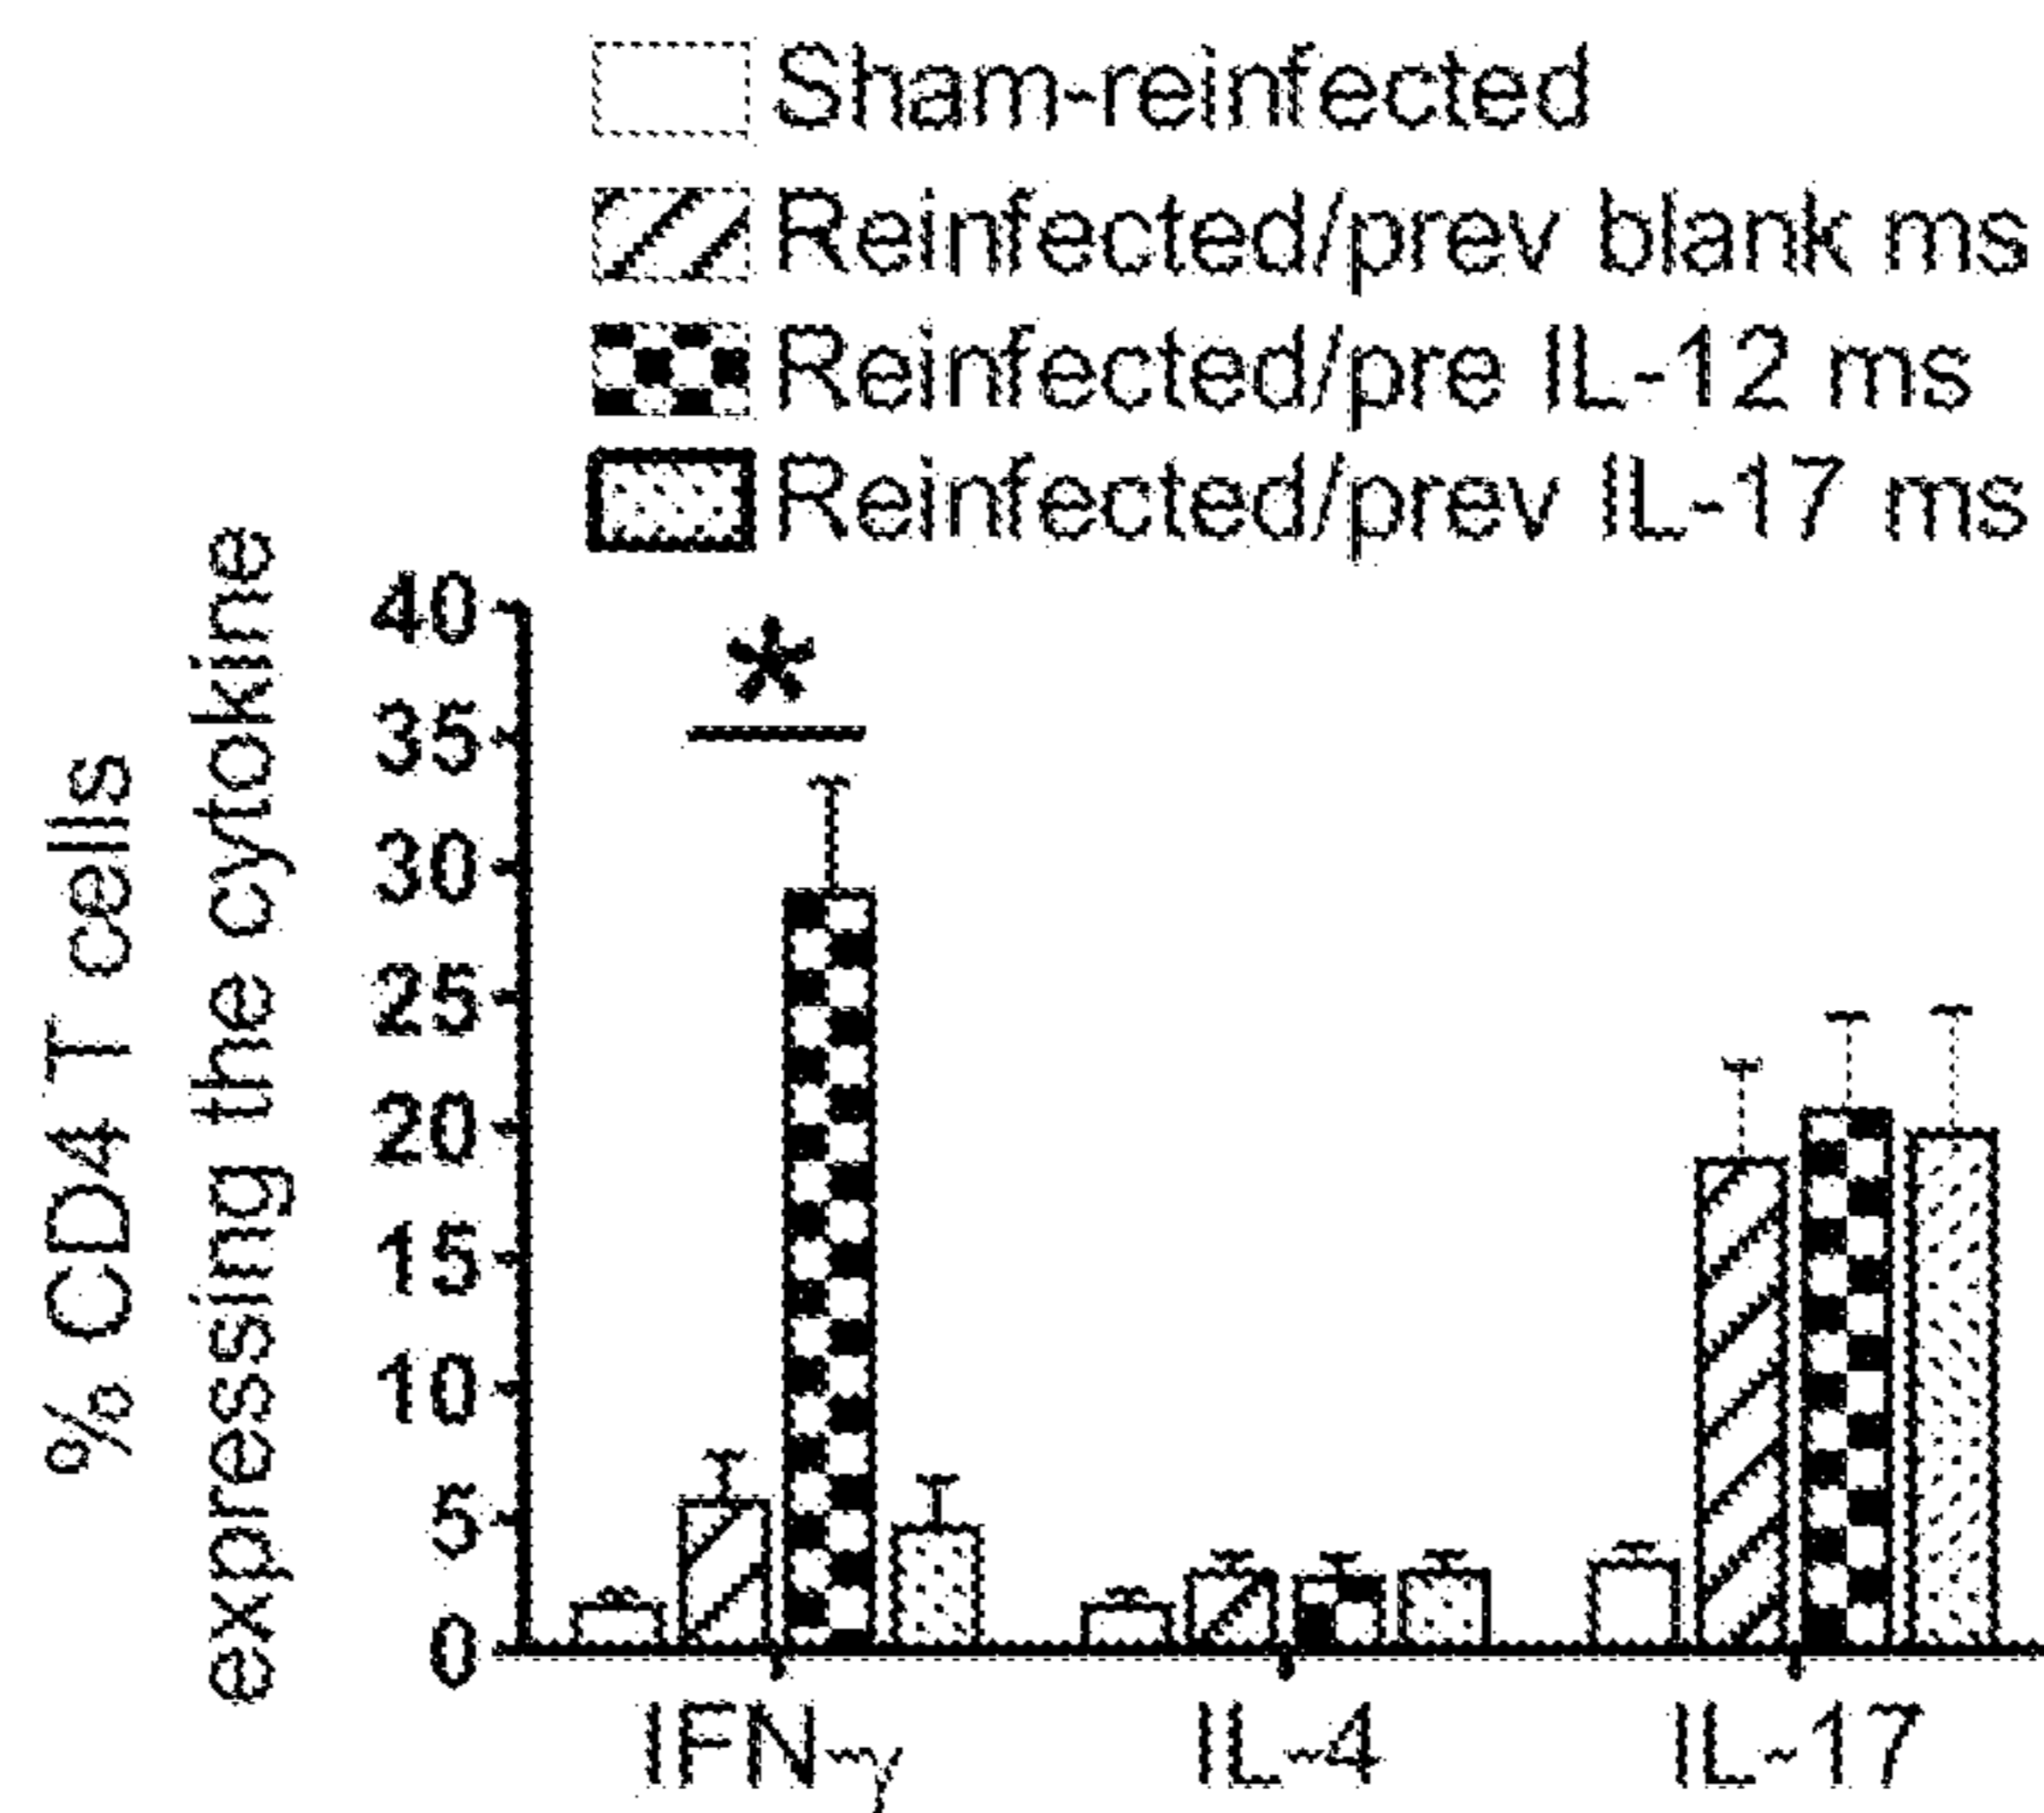 Sham-reinfected
Reinfected/prev blank ms
Reinfected/pre IL-12 ms
Reinfected/prev IL-17 ms
% CD4 T cells
expressing the cytokine
40
*
35
30
25
20
15
10
5
0
IFN-γ IL-4 IL-17